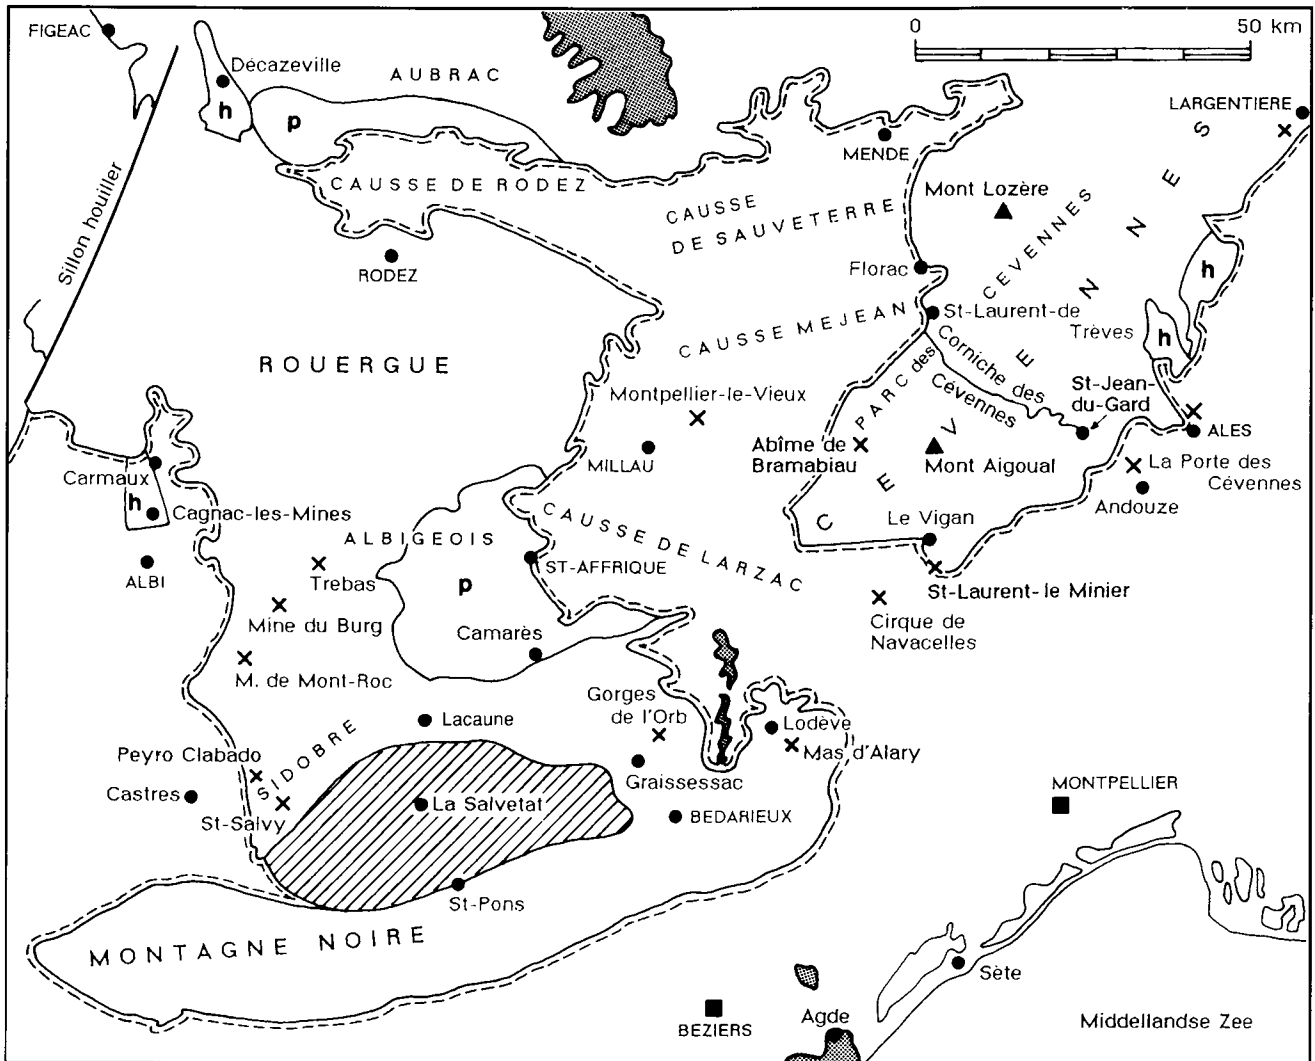 FIGEAC
0
50 km
Décazeville
AUBRAC
LARGENTIERE
h
p
MENDE
CAUSSE DE RODEZ
Mont Lozère
CAUSSE
DE SAUVETERRE
CEVENNES
Sillon houiller
RODEZ
Florac
h
St-Laurent-de
Trèves
h
CAUSSE MEJEAN
ROUERGUE
Corniche des
Cévennes
PARC des
CEVENNES
Montpellier-le-Vieux
St-Jean-
du-Gard
ALES
Abîme de
Bramabiau
MILLAU
Mont Aigoual
La Porte des
Cévennes
Carmaux
Andouze
h
Cagnac-les-Mines
Le Vigan
CAUSSE DE LARZAC
ALBIGEOIS
ALBI
Trebas
ST-AFFRIQUE
p
St-Laurent-le Minier
Mine du Burg
Cirque de
Navacelles
Camarès
M. de Mont-Roc
Gorges
de l'Orb
Lacaune
Lodève
Mas d'Alary
Peyro Clabado
SIDOBRE
Graissessac
Castres
St-Salvy
La Salvetat
BEDARIEUX
MONTPELLIER
St-Pons
MONTAGNE NOIRE
Sète
BEZIERS
Agde
Middellandse Zee